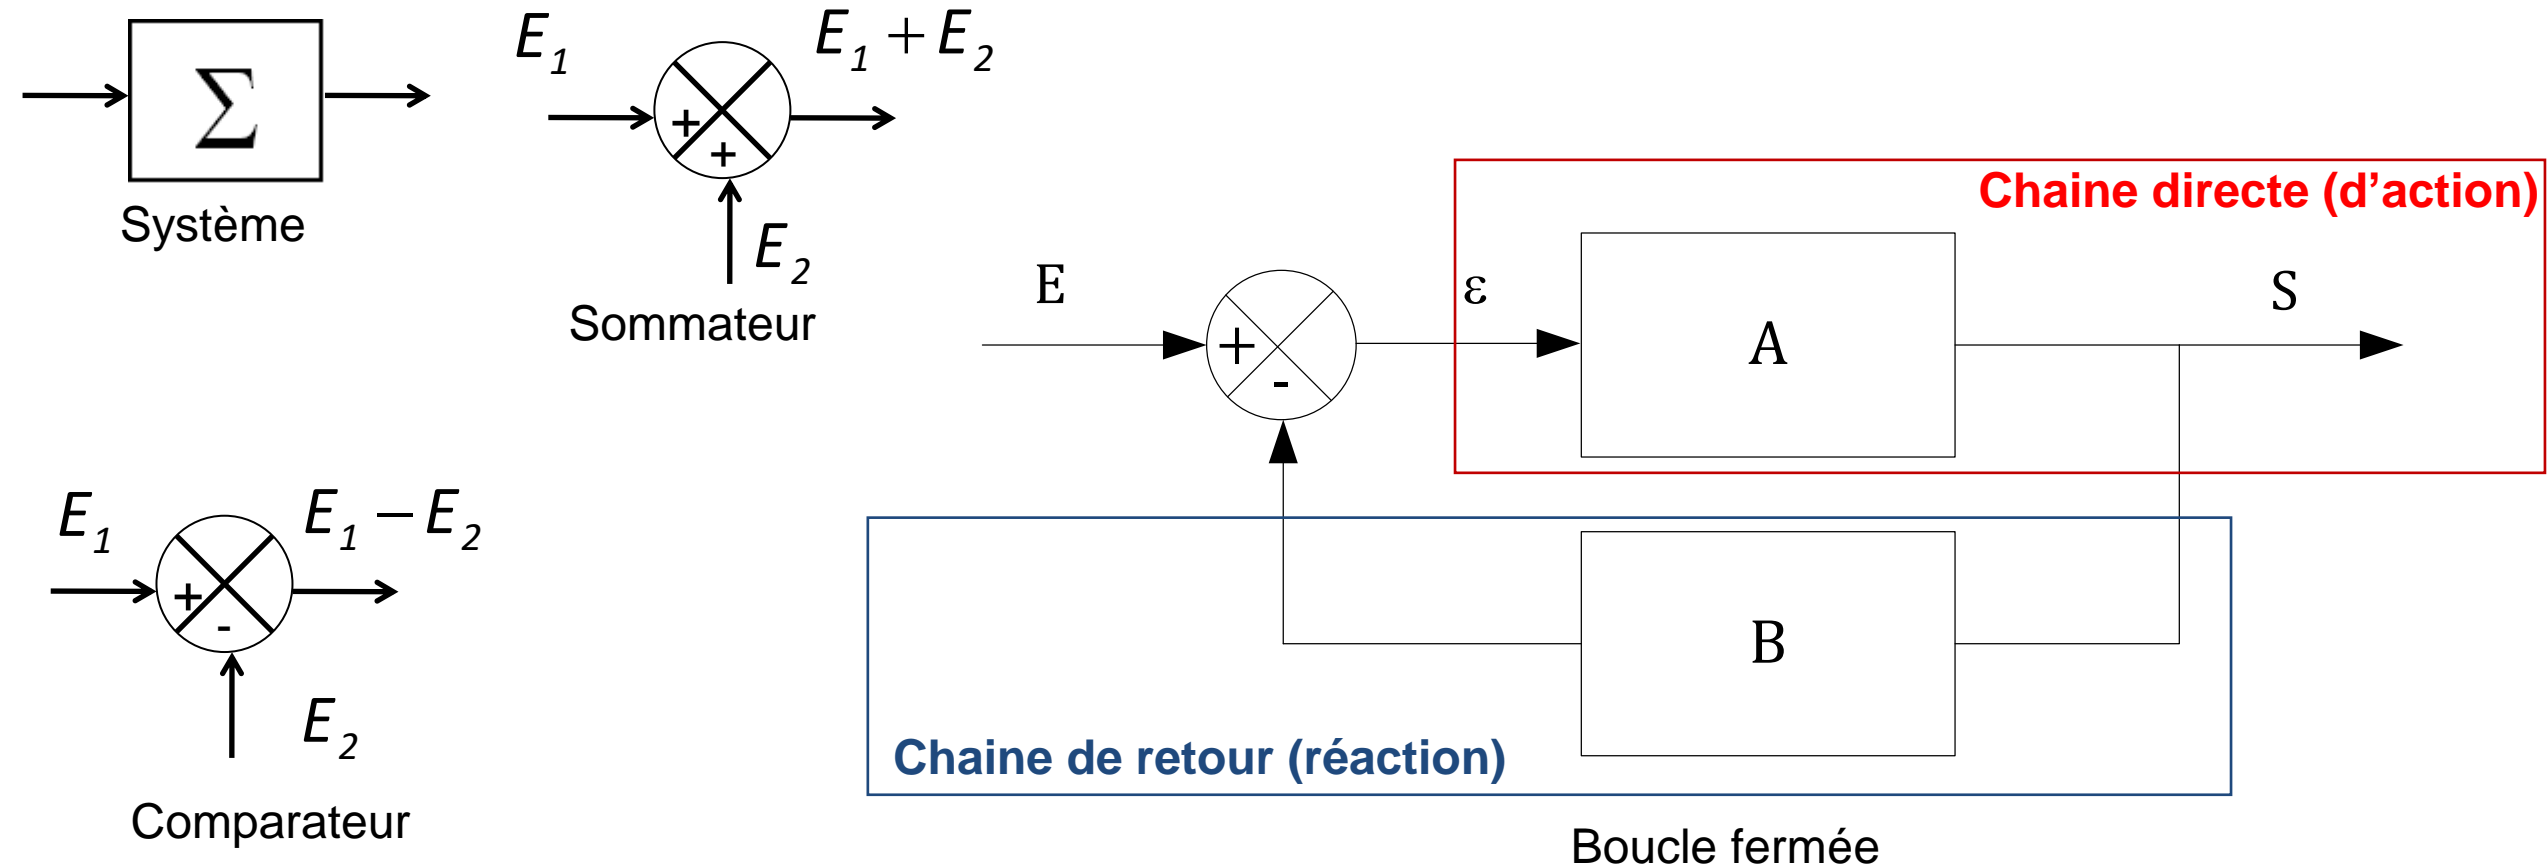 Σ
Système
E1
E1 + E2
+
+
E2
Sommateur
E1
E1 − E2
+
-
E2
Comparateur
Chaine directe (d’action)
E
+
-
ε
A
S
B
Chaine de retour (réaction)
Boucle fermée